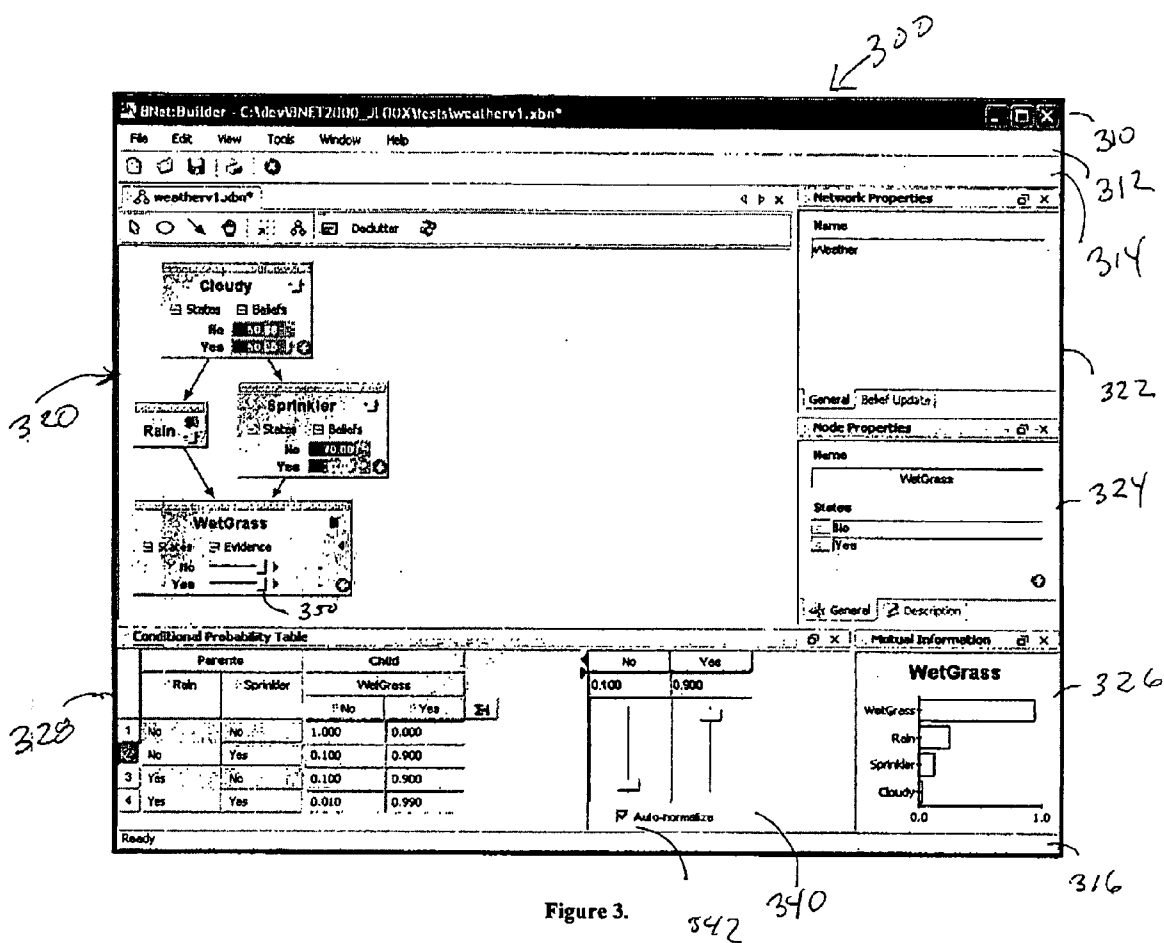 300
BNet:Builder - C:\dev\BNET2000_JLOOX\tests\weatherv1.xbn*
310
File Edit View Tools Window Help
312
314
weatherv1.xbn*
Network Properties
Declutter
Name
Weather
Cloudy
States Beliefs
No
Yes
320
322
General Belief Update
Rain
Sprinkler
States Beliefs
No 70.00
Yes
Node Properties
Name
WetGrass
324
States
No
Yes
WetGrass
States Evidence
No
Yes
350
General Description
Conditional Probability Table
Mutual Information
328
Parents Child
Rain Sprinkler WetGrass
No Yes
1 No No 1.000 0.000
No Yes 0.100 0.900
3 Yes No 0.100 0.900
4 Yes Yes 0.010 0.990
No Yes
0.100 0.900
Auto-normalize
WetGrass
326
WetGrass
Rain
Sprinkler
Cloudy
0.0 1.0
Ready
316
340
342
Figure 3.